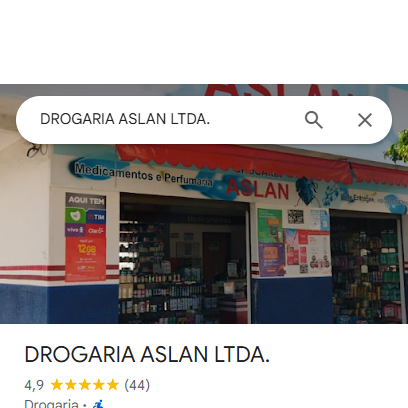 ASLAN
DROGARIA ASLAN LTDA.
Medicamentos e Perfumaria
ASLAN
AQUI TEM
TIM
vivo
Claro
DROGARIA ASLAN LTDA.
4,9 (44)
Drogaria ·